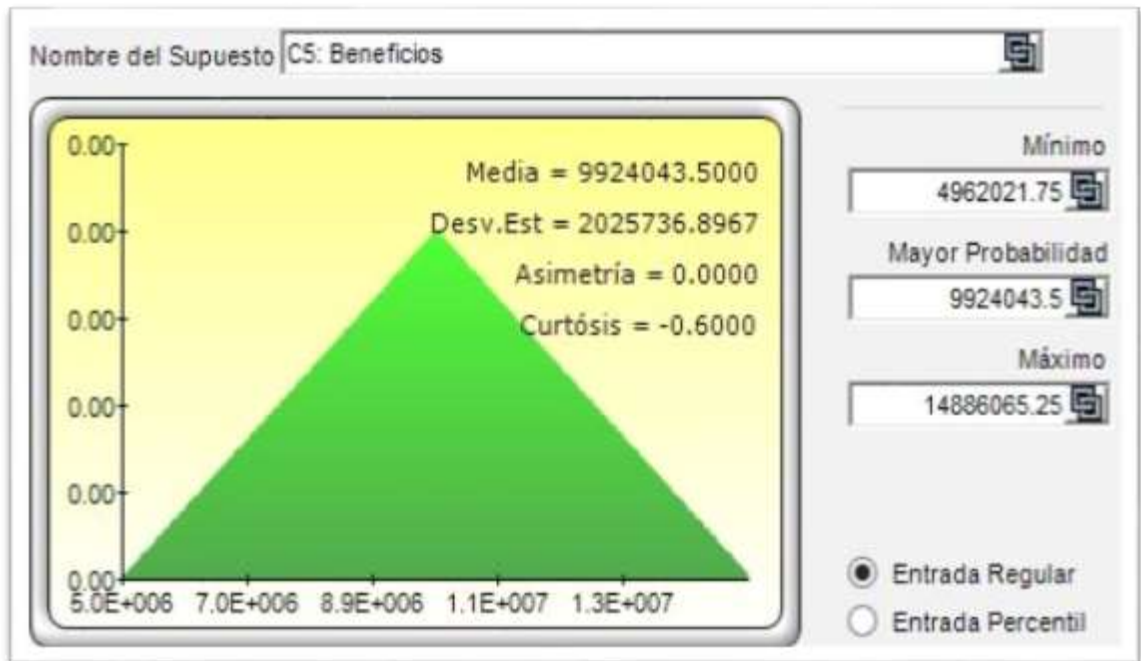 Nombre del Supuesto C5: Beneficios
0.00
Media = 9924043.5000
0.00
Desv.Est = 2025736.8967
Asimetría = 0.0000
0.00
Curtósis = -0.6000
0.00
0.00
0.00
5.0E+006 7.0E+006 8.9E+006 1.1E+007 1.3E+007
Mínimo
4962021.75
Mayor Probabilidad
9924043.5
Máximo
14886065.25
Entrada Regular
Entrada Percentil